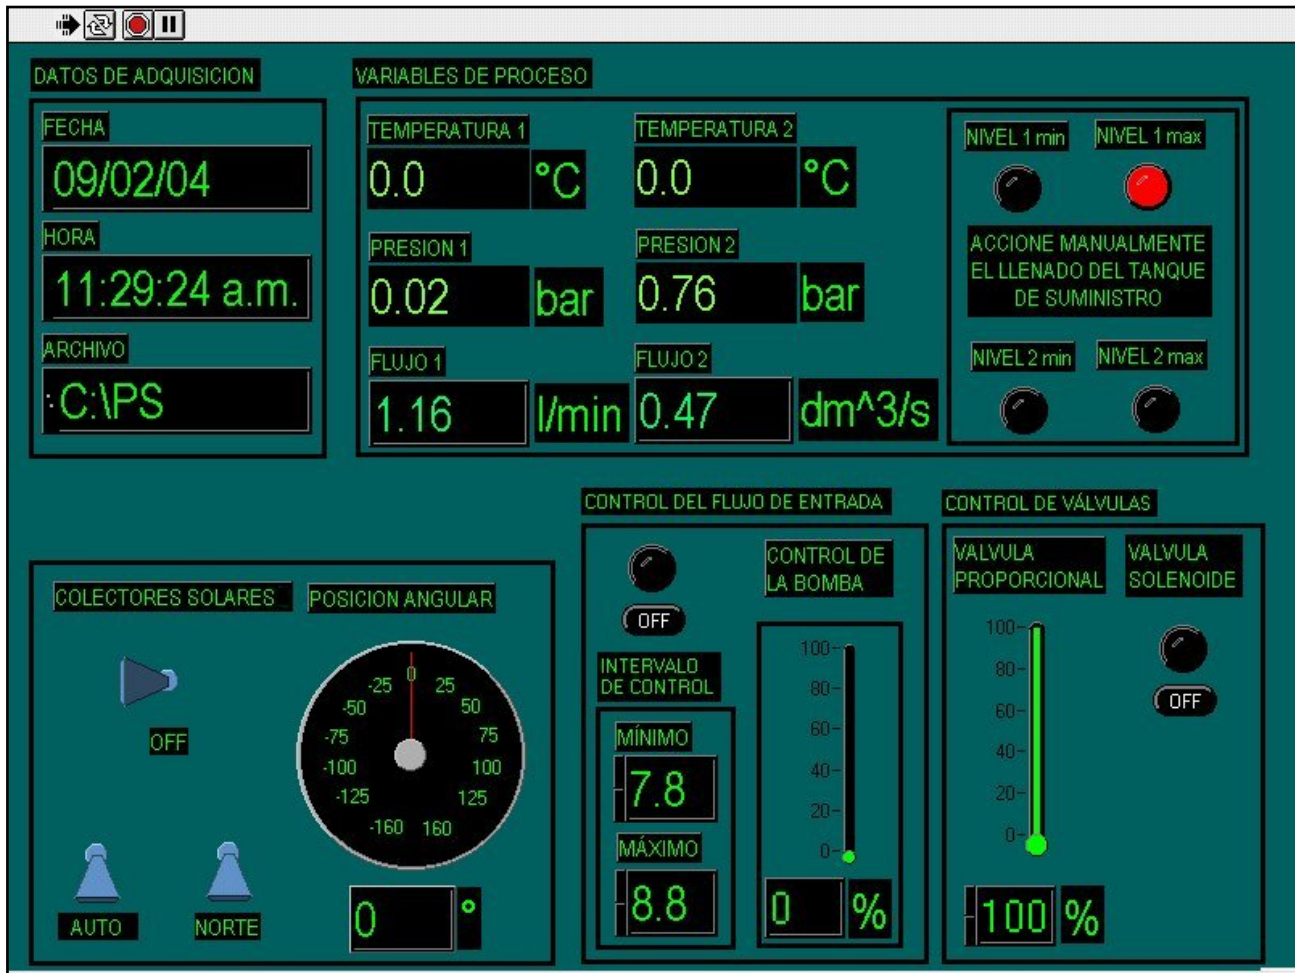 DATOS DE ADQUISICION
FECHA
09/02/04
HORA
11:29:24 a.m.
ARCHIVO
C:\PS
VARIABLES DE PROCESO
TEMPERATURA 1
0.0 °C
TEMPERATURA 2
0.0 °C
PRESION 1
0.02 bar
PRESION 2
0.76 bar
FLUJO 1
1.16 l/min
FLUJO 2
0.47 dm^3/s
NIVEL 1 min
NIVEL 1 max
ACCIONE MANUALMENTE
EL LLENADO DEL TANQUE
DE SUMINISTRO
NIVEL 2 min
NIVEL 2 max
COLECTORES SOLARES
OFF
AUTO
NORTE
POSICION ANGULAR
0
-25 25
-50 50
-75 75
-100 100
-125 125
-160 160
0 °
CONTROL DEL FLUJO DE ENTRADA
OFF
INTERVALO
DE CONTROL
MÍNIMO
7.8
MÁXIMO
8.8
CONTROL DE
LA BOMBA
100
80
60
40
20
0
0 %
CONTROL DE VÁLVULAS
VALVULA
PROPORCIONAL
100
80
60
40
20
0
100 %
VALVULA
SOLENOIDE
OFF